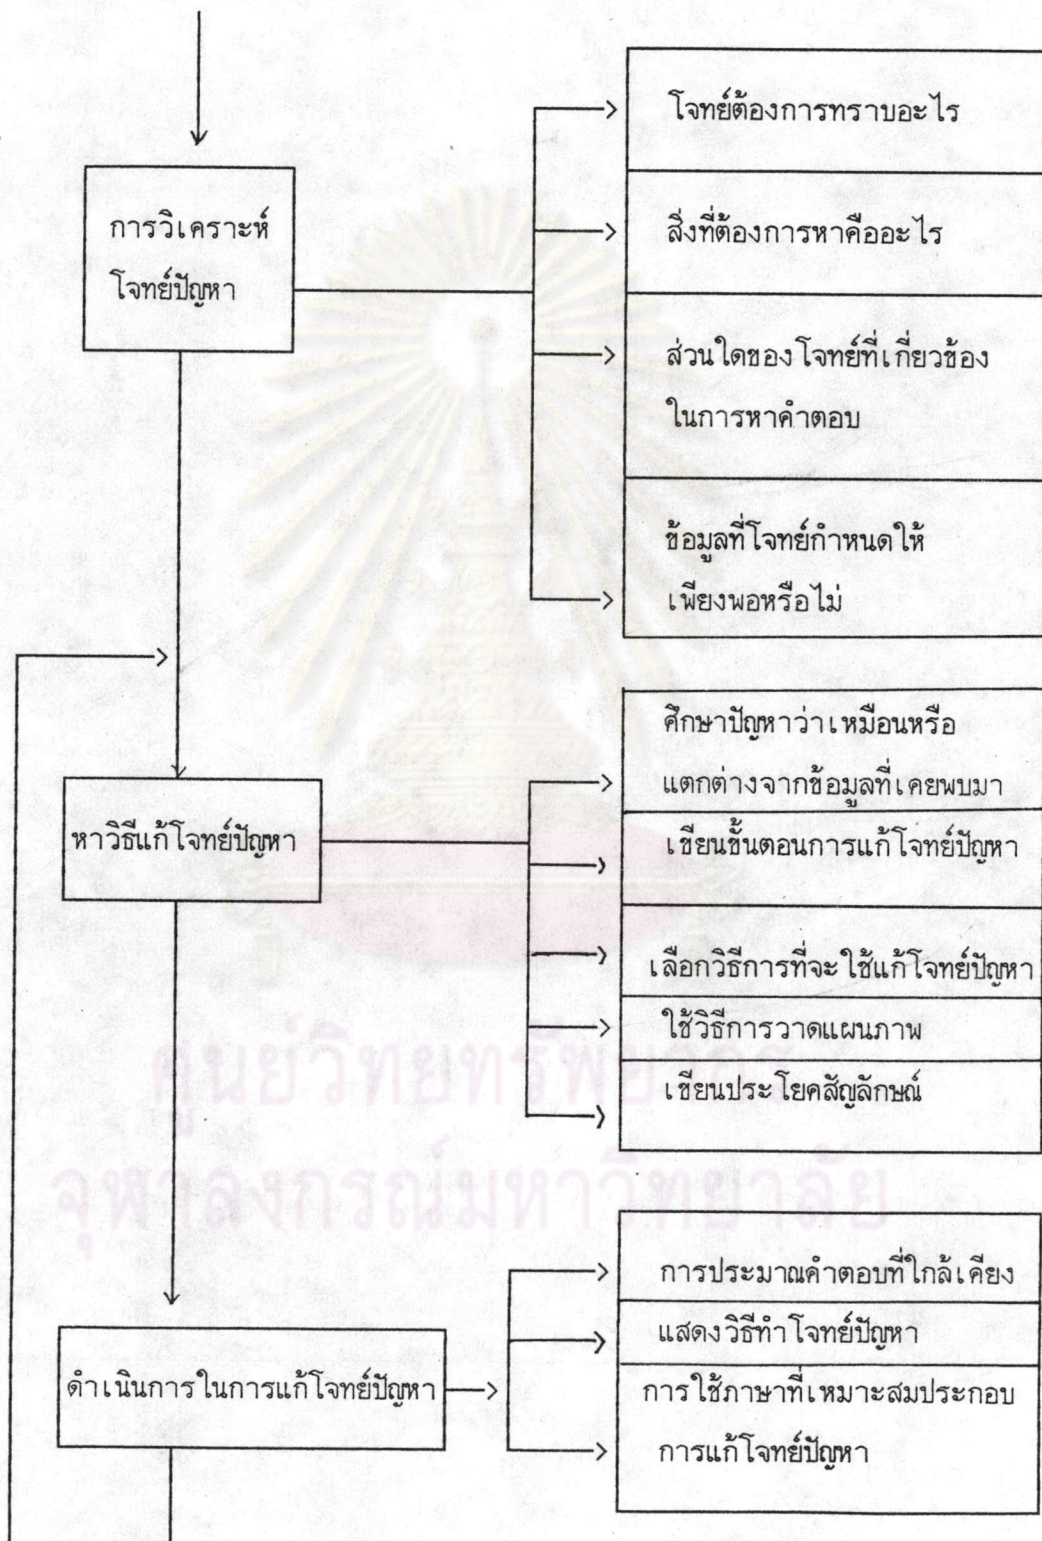 การวิเคราะห์
โจทย์ปัญหา
โจทย์ต้องการทราบอะไร
สิ่งที่ต้องการหาคืออะไร
ส่วนใดของโจทย์ที่เกี่ยวข้อง
ในการหาคำตอบ
ข้อมูลที่โจทย์กำหนดให้
เพียงพอหรือไม่
หาวิธีแก้โจทย์ปัญหา
ศึกษาปัญหาว่าเหมือนหรือ
แตกต่างจากข้อมูลที่เคยพบมา
เขียนขั้นตอนการแก้โจทย์ปัญหา
เลือกวิธีการที่จะใช้แก้โจทย์ปัญหา
ใช้วิธีการวาดแผนภาพ
เขียนประโยคสัญลักษณ์
ศูนย์วิทยทรัพยากร
จุฬาลงกรณ์มหาวิทยาลัย
ดำเนินการในการแก้โจทย์ปัญหา
การประมาณคำตอบที่ใกล้เคียง
แสดงวิธีทำโจทย์ปัญหา
การใช้ภาษาที่เหมาะสมประกอบ
การแก้โจทย์ปัญหา